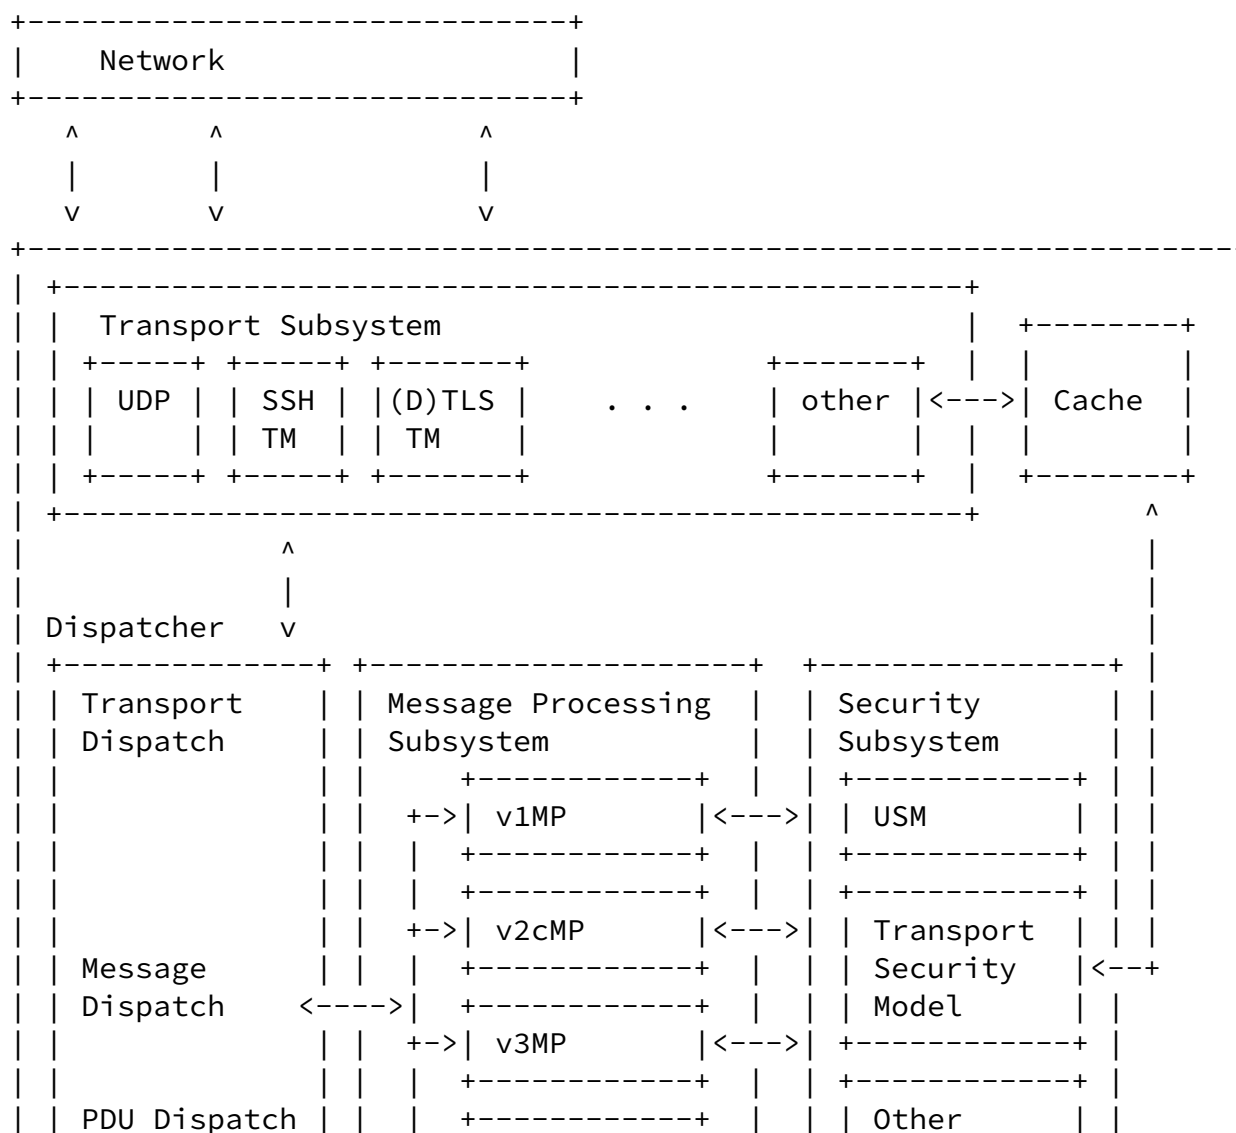 +------------------------------+
|    Network                   |
+------------------------------+
   ^       ^              ^
   |       |              |
   v       v              v
+-------------------------------------------------------------------
| +--------------------------------------------------+
| |  Transport Subsystem                             |  +--------+
| | +-----+ +-----+ +-------+             +-------+  |  |        |
| | | UDP | | SSH | |(D)TLS |    . . .    | other |<--->| Cache  |
| | |     | | TM  | | TM    |             |       |  |  |        |
| | +-----+ +-----+ +-------+             +-------+  |  +--------+
| +--------------------------------------------------+         ^
|              ^                                               |
|              |                                               |
| Dispatcher   v                                               |
| +--------------+ +---------------------+  +----------------+ |
| | Transport    | | Message Processing  |  | Security       | |
| | Dispatch     | | Subsystem           |  | Subsystem      | |
| |              | |     +------------+  |  | +------------+ | |
| |              | |  +->| v1MP       |<--->| | USM        | | |
| |              | |  |  +------------+  |  | +------------+ | |
| |              | |  |  +------------+  |  | +------------+ | |
| |              | |  +->| v2cMP      |<--->| | Transport  | | |
| | Message      | |  |  +------------+  |  | | Security   |<--+
| | Dispatch    <---->|  +------------+  |  | | Model      | |
| |              | |  +->| v3MP       |<--->| +------------+ |
| |              | |  |  +------------+  |  | +------------+ |
| | PDU Dispatch | |  |  +------------+  |  | | Other      | |